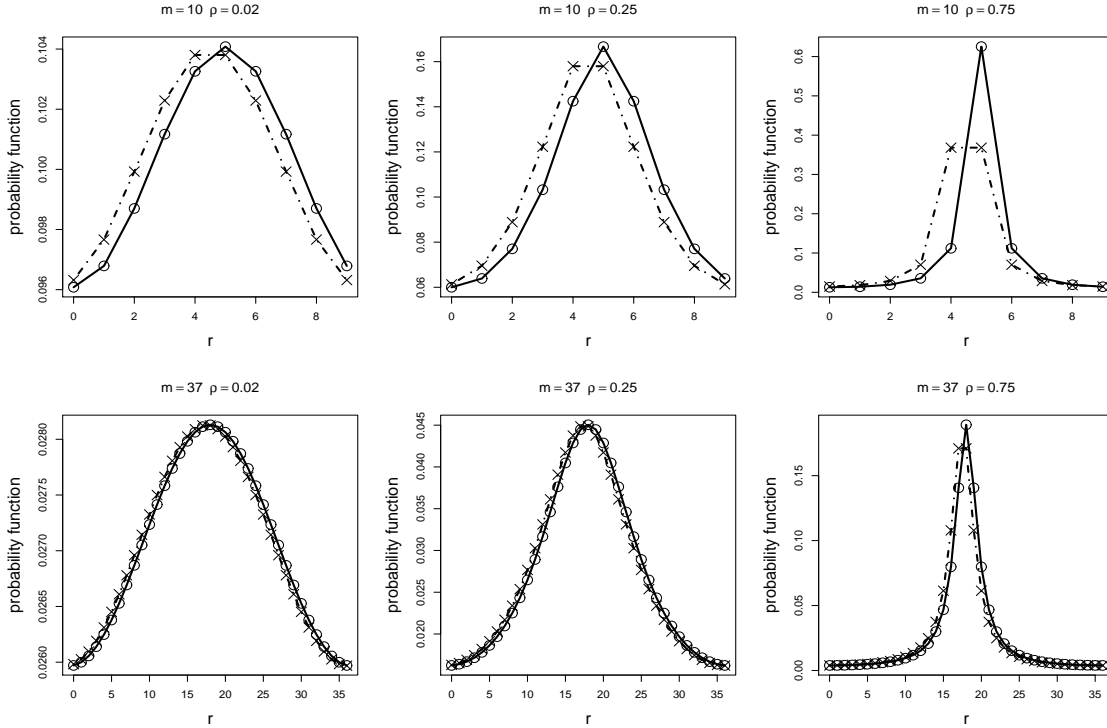 m = 10 ρ = 0.02
probability function
0.096 0.098 0.100 0.102 0.104
0 2 4 6 8
r
m = 10 ρ = 0.25
probability function
0.06 0.08 0.10 0.12 0.14 0.16
0 2 4 6 8
r
m = 10 ρ = 0.75
probability function
0.0 0.1 0.2 0.3 0.4 0.5 0.6
0 2 4 6 8
r
m = 37 ρ = 0.02
probability function
0.0260 0.0265 0.0270 0.0275 0.0280
0 5 10 15 20 25 30 35
r
m = 37 ρ = 0.25
probability function
0.020 0.025 0.030 0.035 0.040 0.045
0 5 10 15 20 25 30 35
r
m = 37 ρ = 0.75
probability function
0.00 0.05 0.10 0.15
0 5 10 15 20 25 30 35
r